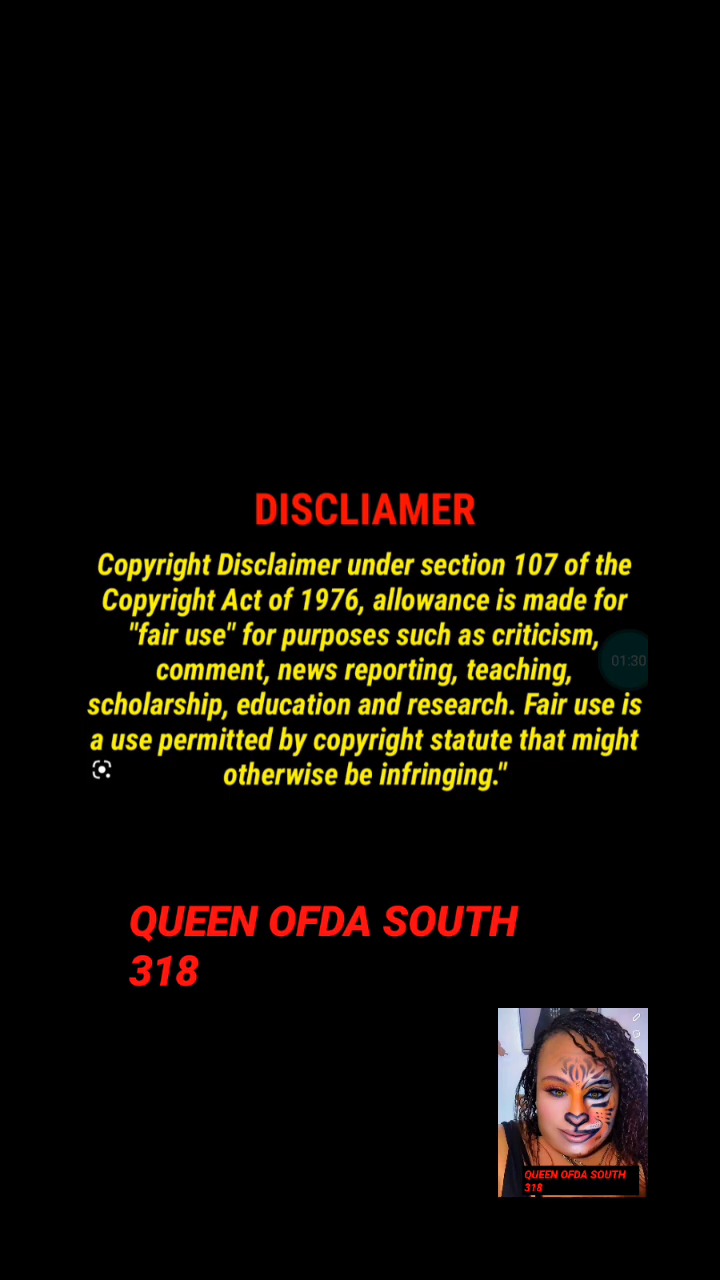 DISCLIAMER
Copyright Disclaimer under section 107 of the
Copyright Act of 1976, allowance is made for
"fair use" for purposes such as criticism,
comment, news reporting, teaching,
01:30
scholarship, education and research. Fair use is
a use permitted by copyright statute that might
otherwise be infringing."
QUEEN OFDA SOUTH
318
QUEEN OFDA SOUTH
318